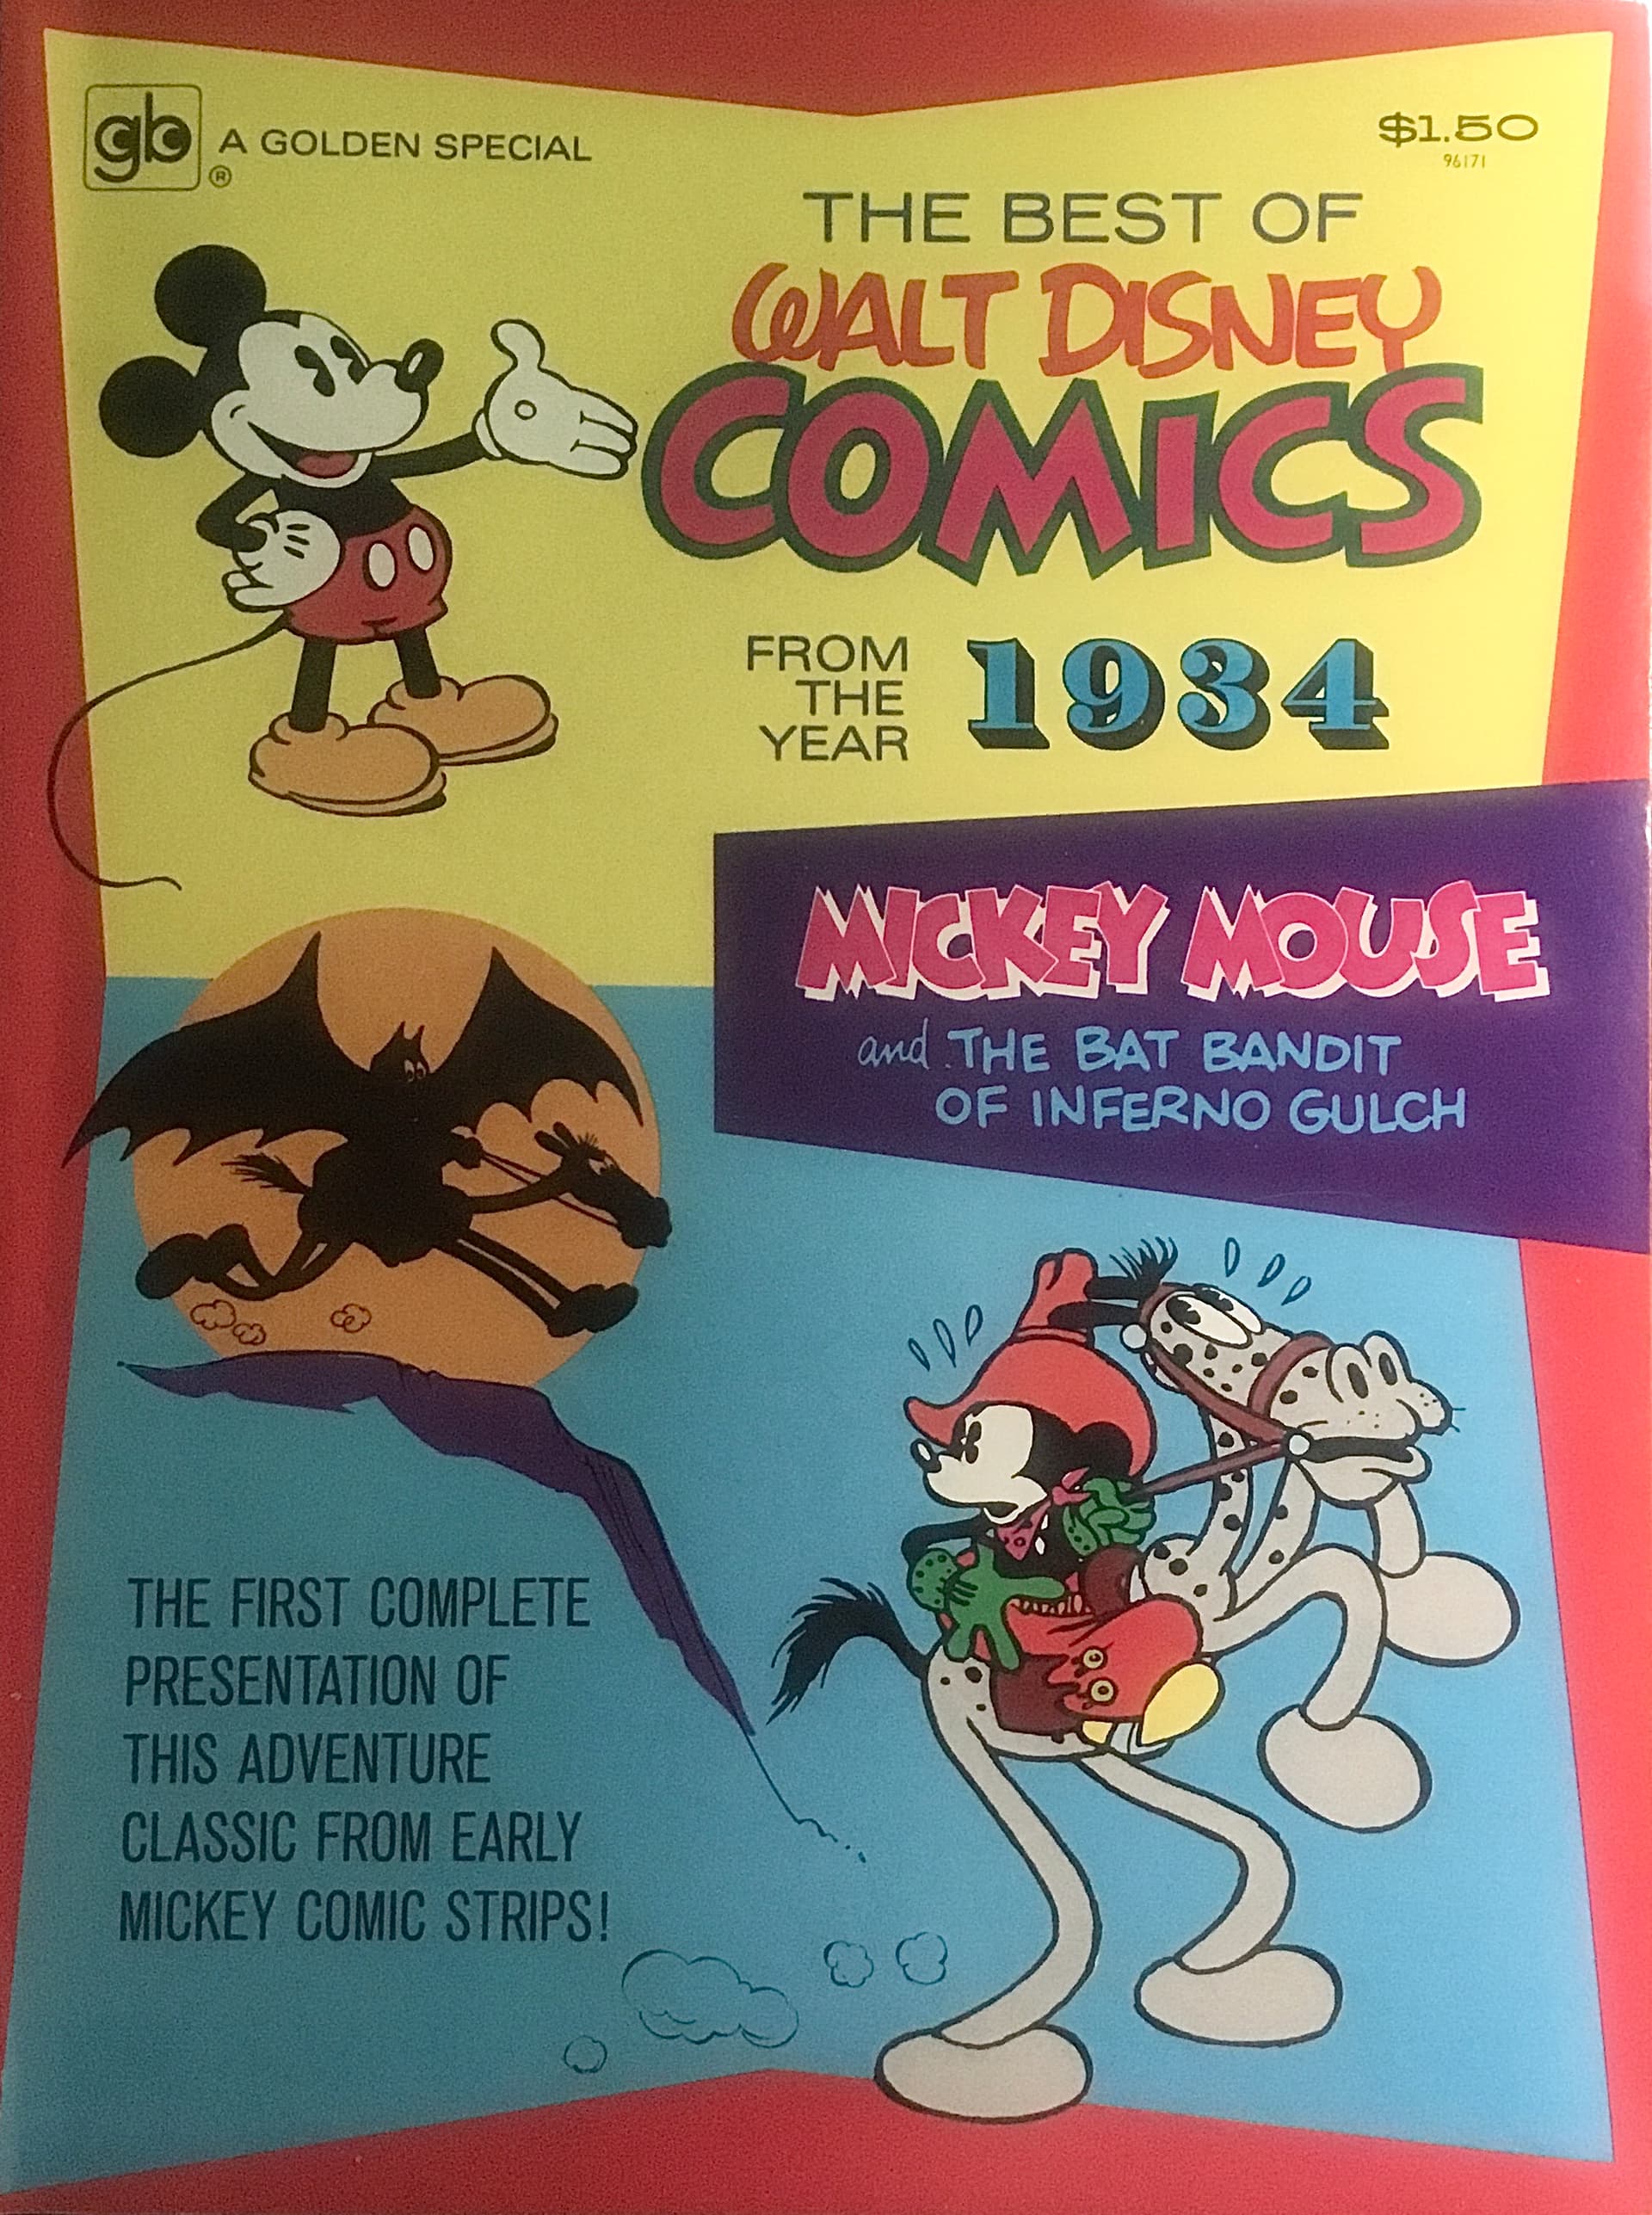 gb ® A GOLDEN SPECIAL
$1.50
96171
THE BEST OF
WALT DISNEY
COMICS
FROM
THE
YEAR
1934
MICKEY MOUSE
and THE BAT BANDIT
OF INFERNO GULCH
THE FIRST COMPLETE
PRESENTATION OF
THIS ADVENTURE
CLASSIC FROM EARLY
MICKEY COMIC STRIPS!